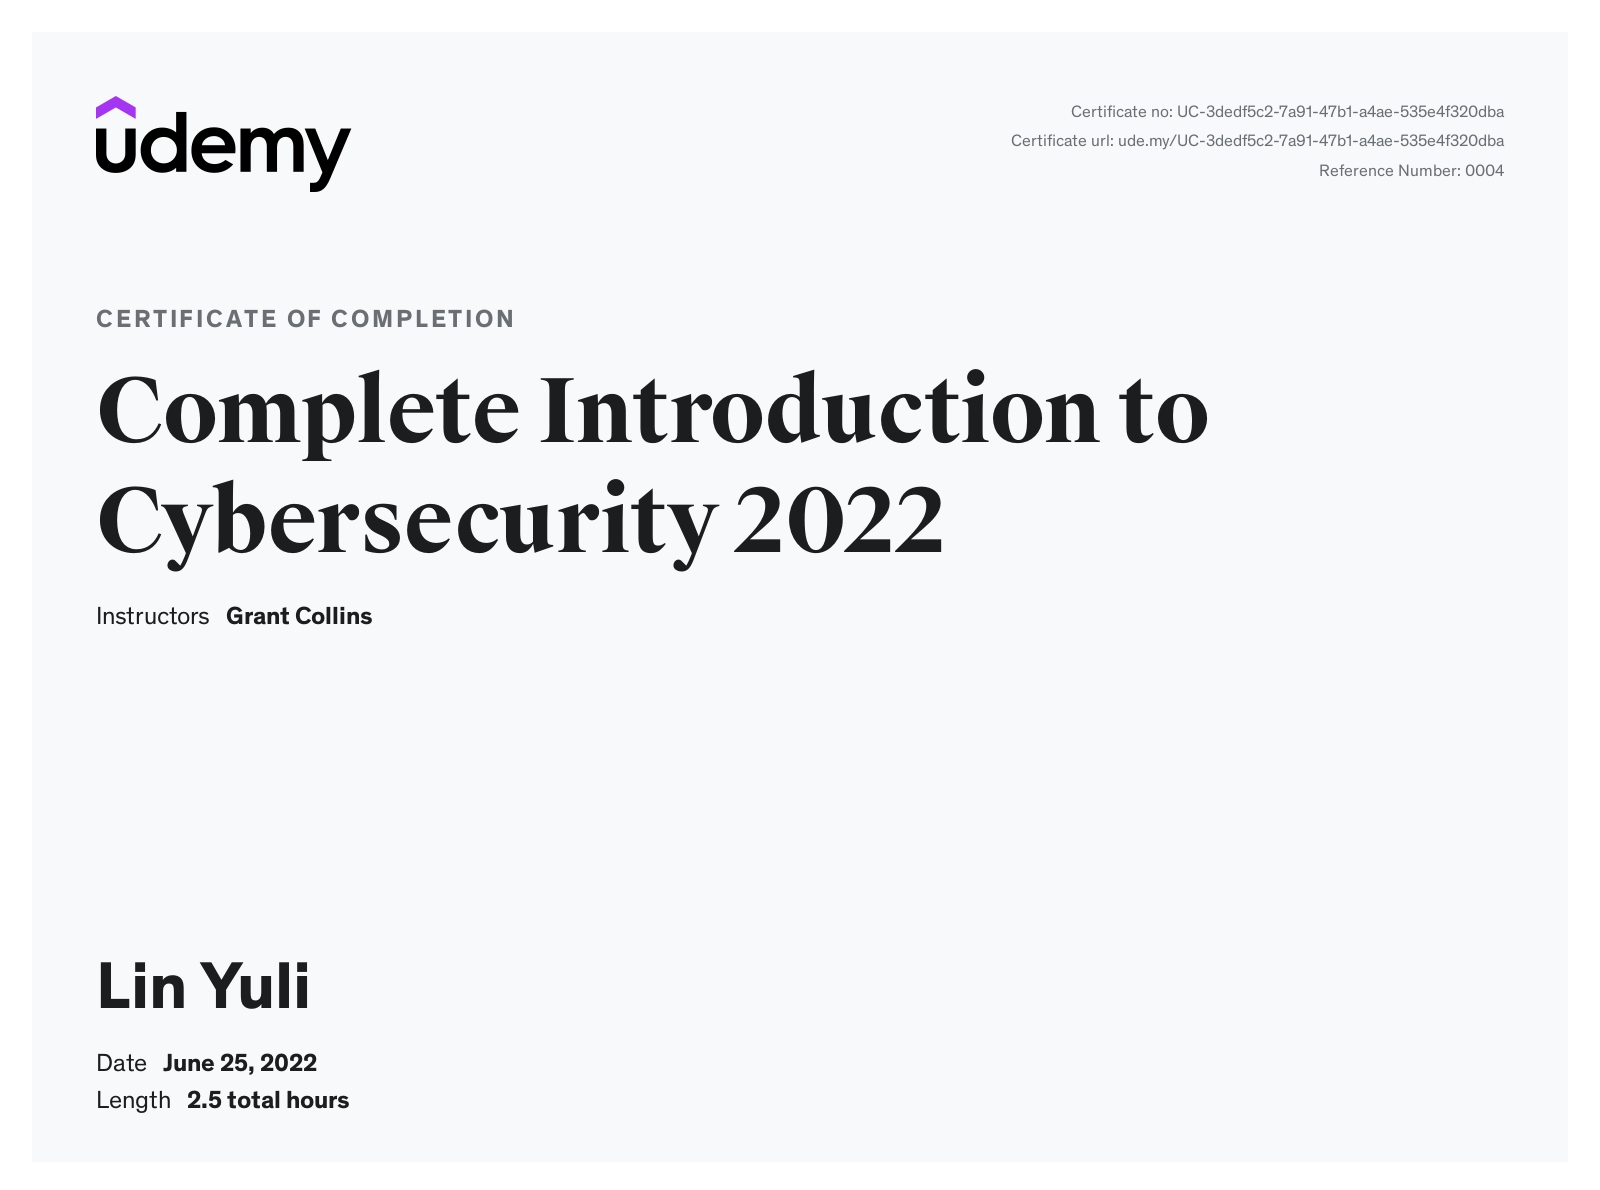 udemy
Certificate no: UC-3dedf5c2-7a91-47b1-a4ae-535e4f320dba
Certificate url: ude.my/UC-3dedf5c2-7a91-47b1-a4ae-535e4f320dba
Reference Number: 0004
CERTIFICATE OF COMPLETION
Complete Introduction to
Cybersecurity 2022
Instructors Grant Collins
Lin Yuli
Date June 25, 2022
Length 2.5 total hours